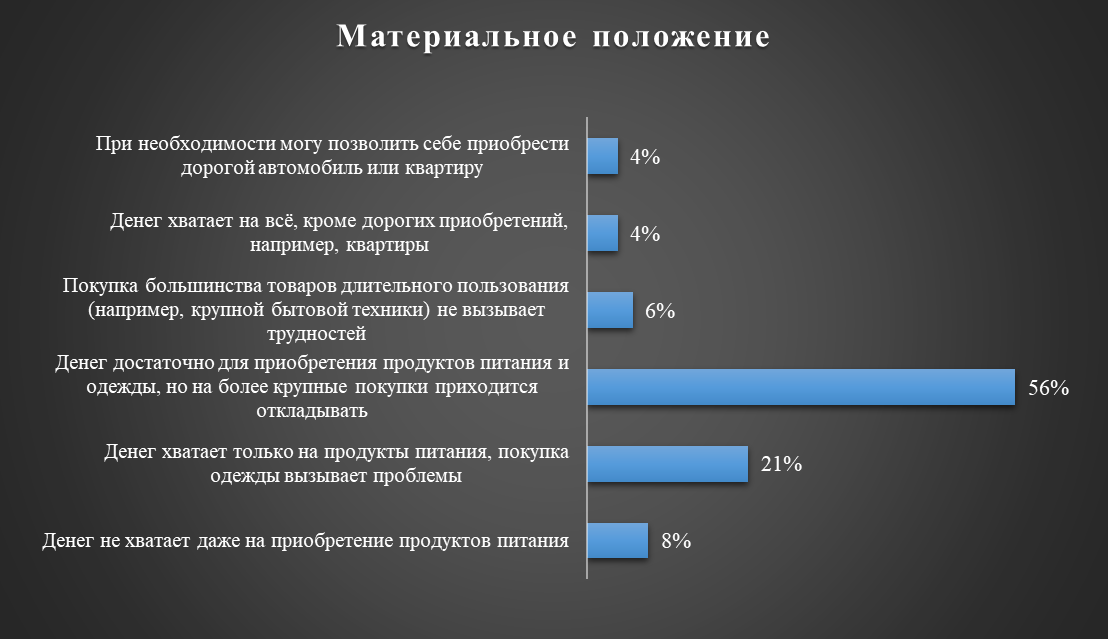 Материальное положение
При необходимости могу позволить себе приобрести
дорогой автомобиль или квартиру
4%
Денег хватает на всё, кроме дорогих приобретений,
например, квартиры
4%
Покупка большинства товаров длительного пользования
(например, крупной бытовой техники) не вызывает
трудностей
6%
Денег достаточно для приобретения продуктов питания и
одежды, но на более крупные покупки приходится
откладывать
56%
Денег хватает только на продукты питания, покупка
одежды вызывает проблемы
21%
Денег не хватает даже на приобретение продуктов питания
8%